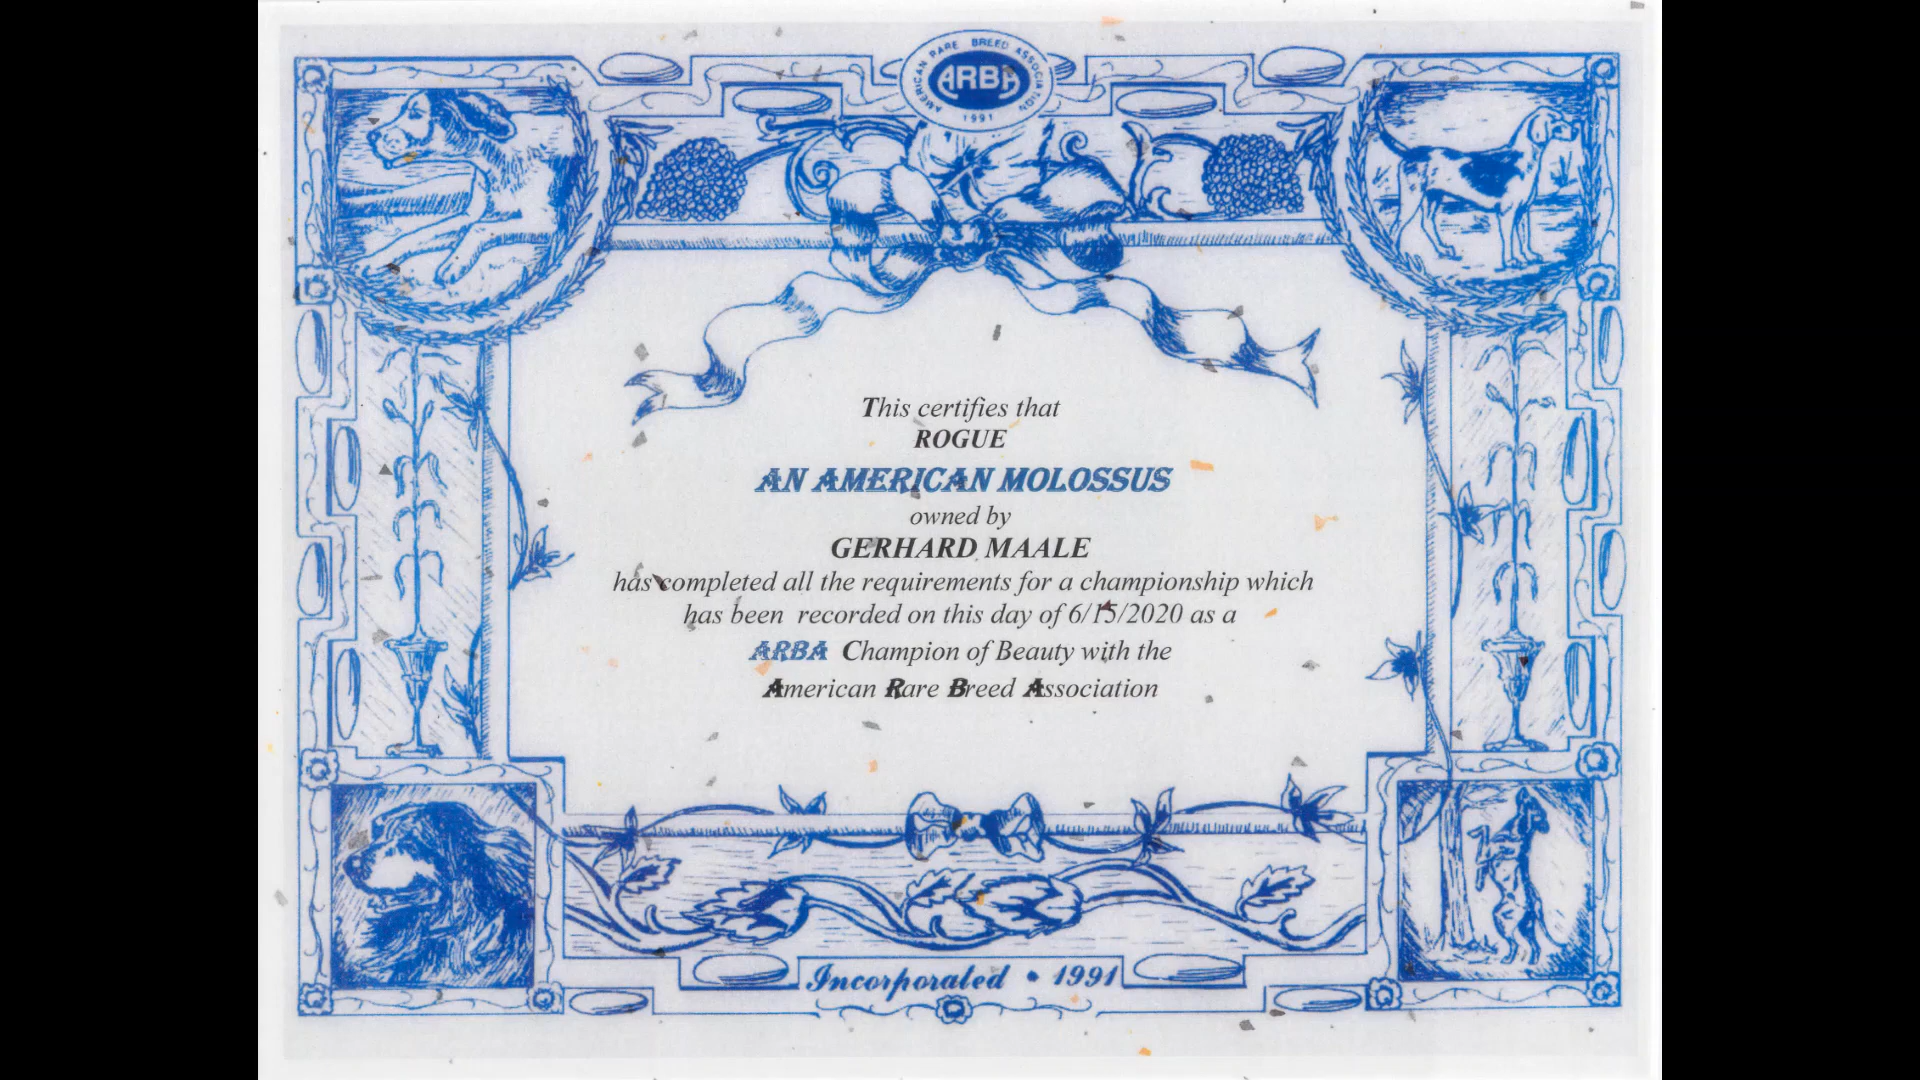 AMERICAN RARE BREED ASSOCIATION
ARBA
1991
This certifies that
ROGUE
AN AMERICAN MOLOSSUS
owned by
GERHARD MAALE
has completed all the requirements for a championship which
has been recorded on this day of 6/15/2020 as a
ARBA Champion of Beauty with the
American Rare Breed Association
Incorporated • 1991